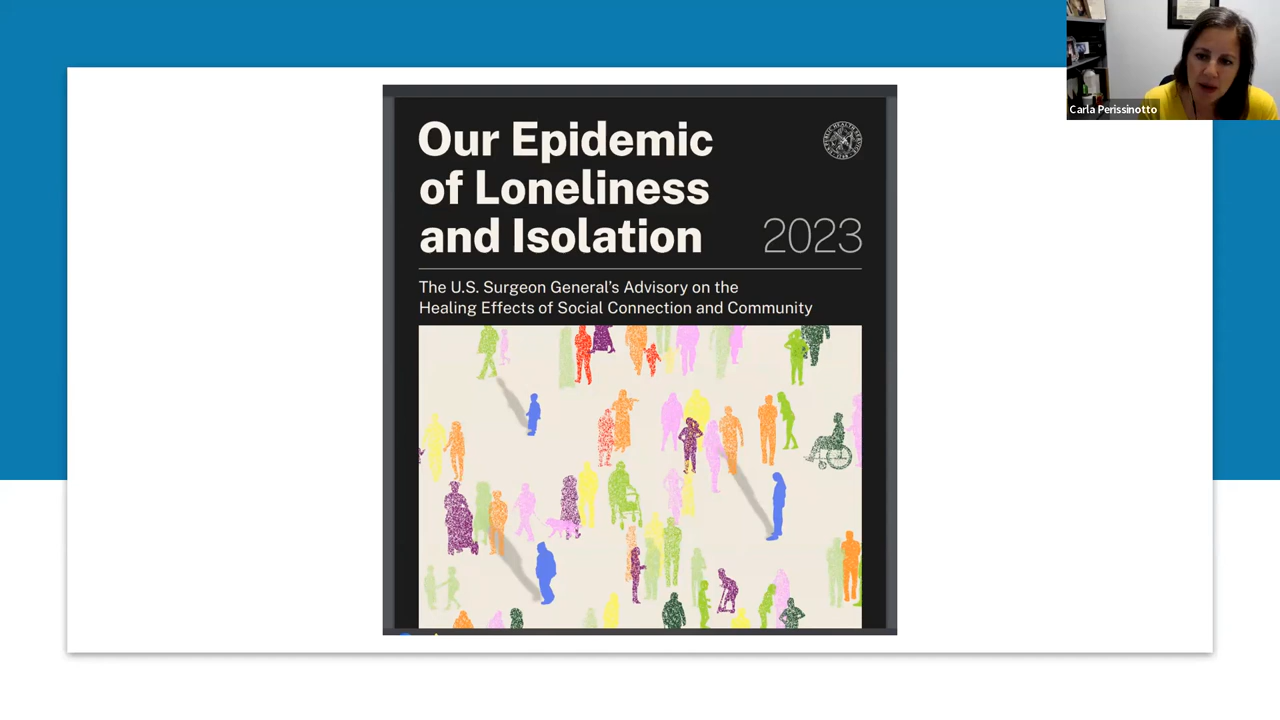 Carla Perissinotto
Our Epidemic
of Loneliness
and Isolation
2023
The U.S. Surgeon General’s Advisory on the
Healing Effects of Social Connection and Community